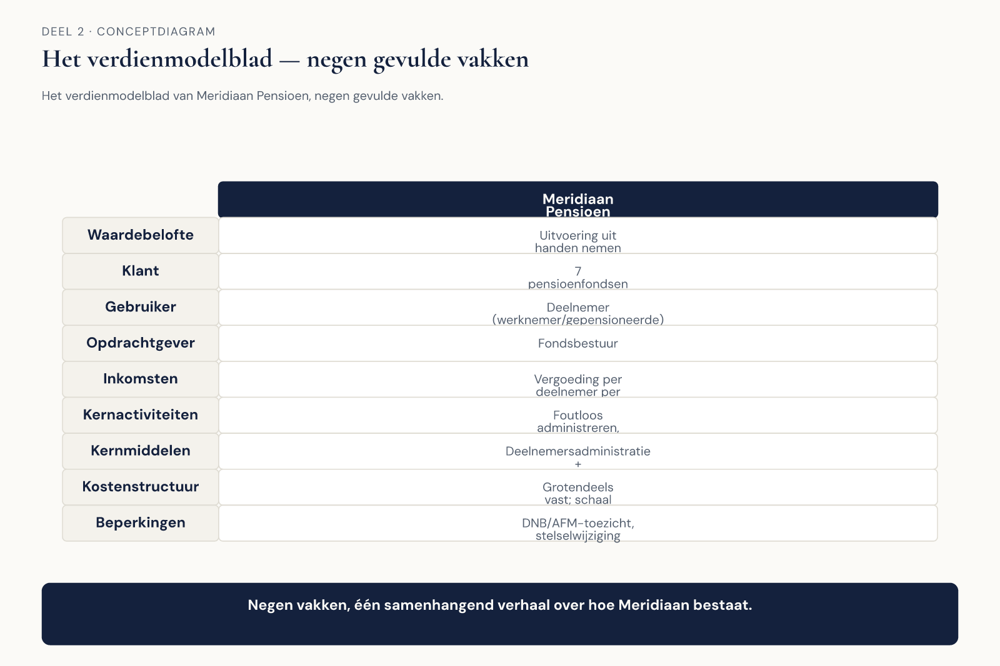 DEEL 2 · CONCEPTDIAGRAM
Het verdienmodelblad — negen gevulde vakken
Het verdienmodelblad van Meridiaan Pensioen, negen gevulde vakken.
Meridiaan
Pensioen
Waardebelofte
Uitvoering uit
handen nemen
Klant
7
pensioenfondsen
Gebruiker
Deelnemer
(werknemer/gepensioneerde)
Opdrachtgever
Fondsbestuur
Inkomsten
Vergoeding per
deelnemer per
Kernactiviteiten
Foutloos
administreren,
Kernmiddelen
Deelnemersadministratie
+
Kostenstructuur
Grotendeels
vast; schaal
Beperkingen
DNB/AFM-toezicht,
stelselwijziging
Negen vakken, één samenhangend verhaal over hoe Meridiaan bestaat.